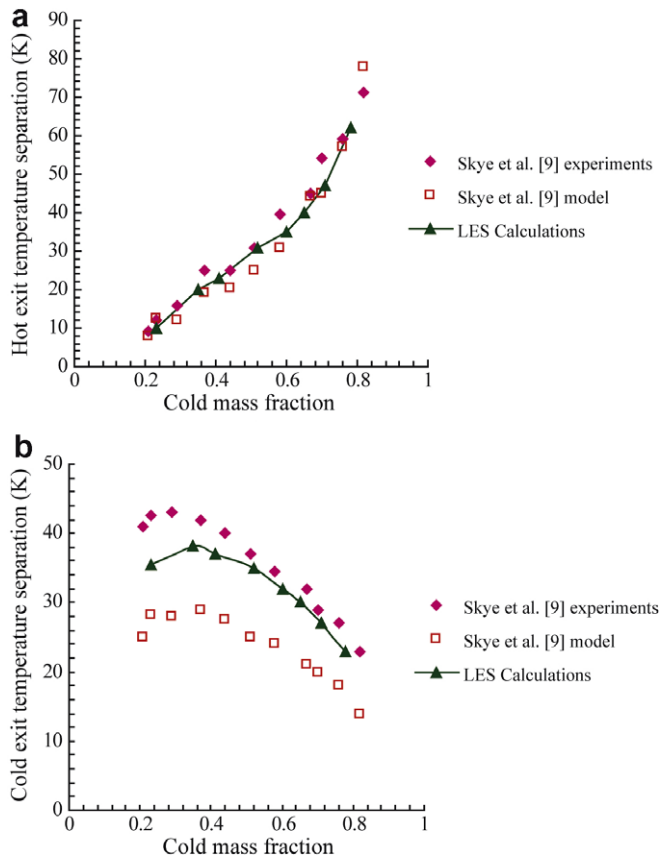 a
90
80
70
60
50
40
30
20
10
0
Hot exit temperature separation (K)
0 0.2 0.4 0.6 0.8 1
Cold mass fraction
Skye et al. [9] experiments
Skye et al. [9] model
LES Calculations
b
50
40
30
20
10
0
Cold exit temperature separation (K)
0 0.2 0.4 0.6 0.8 1
Cold mass fraction
Skye et al. [9] experiments
Skye et al. [9] model
LES Calculations